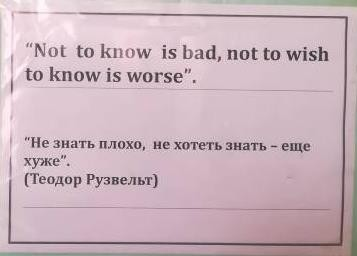 “Not to know is bad, not to wish
to know is worse”.
“Не знать плохо, не хотеть знать – еще
хуже”.
(Теодор Рузвельт)